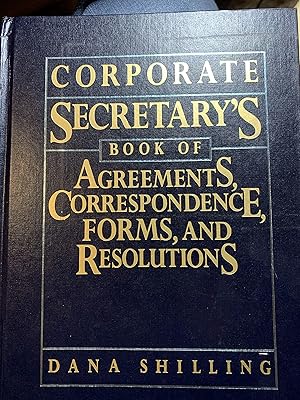 CORPORATE
SECRETARY'S
BOOK OF
AGREEMENTS,
CORRESPONDENCE,
FORMS, AND
RESOLUTIONS
DANA SHILLING